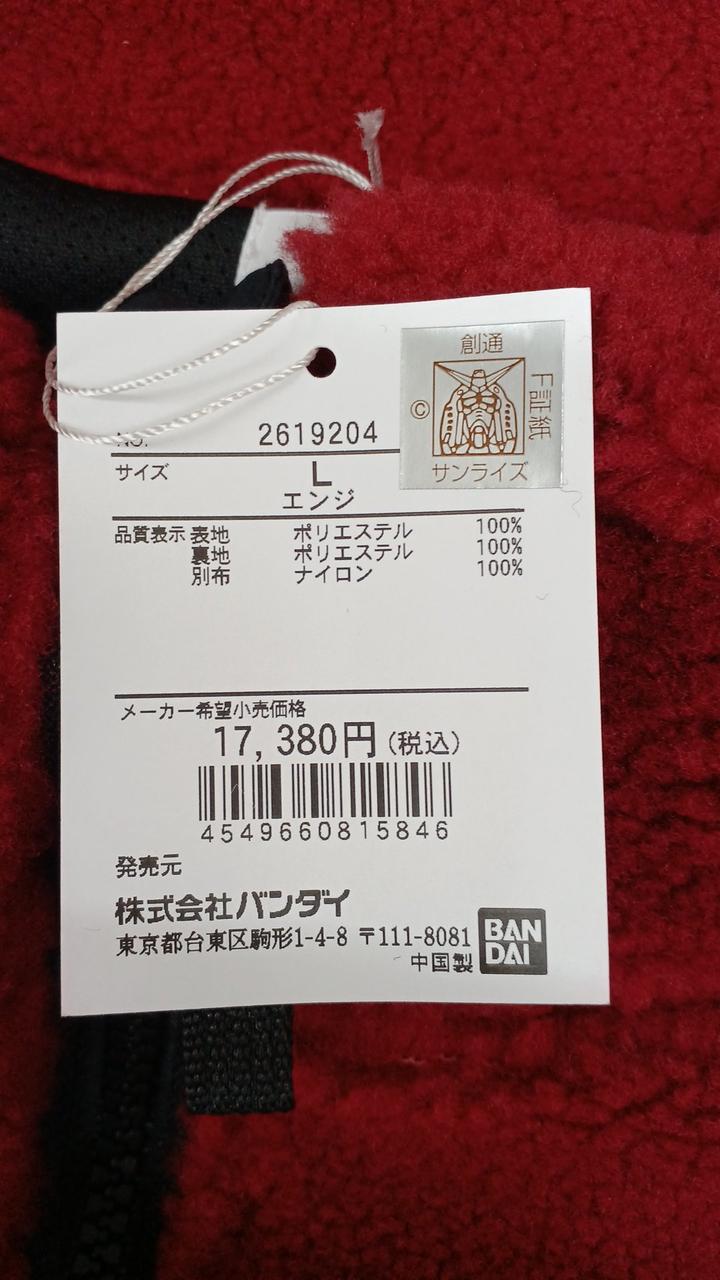 創通
©
F証紙
サンライズ
No. 2619204
サイズ L
エンジ
品質表示 表地 ポリエステル 100%
裏地 ポリエステル 100%
別布 ナイロン 100%
メーカー希望小売価格
17,380円(税込)
4549660815846
発売元
株式会社バンダイ
東京都台東区駒形1-4-8 〒111-8081
中国製
BAN
DAI